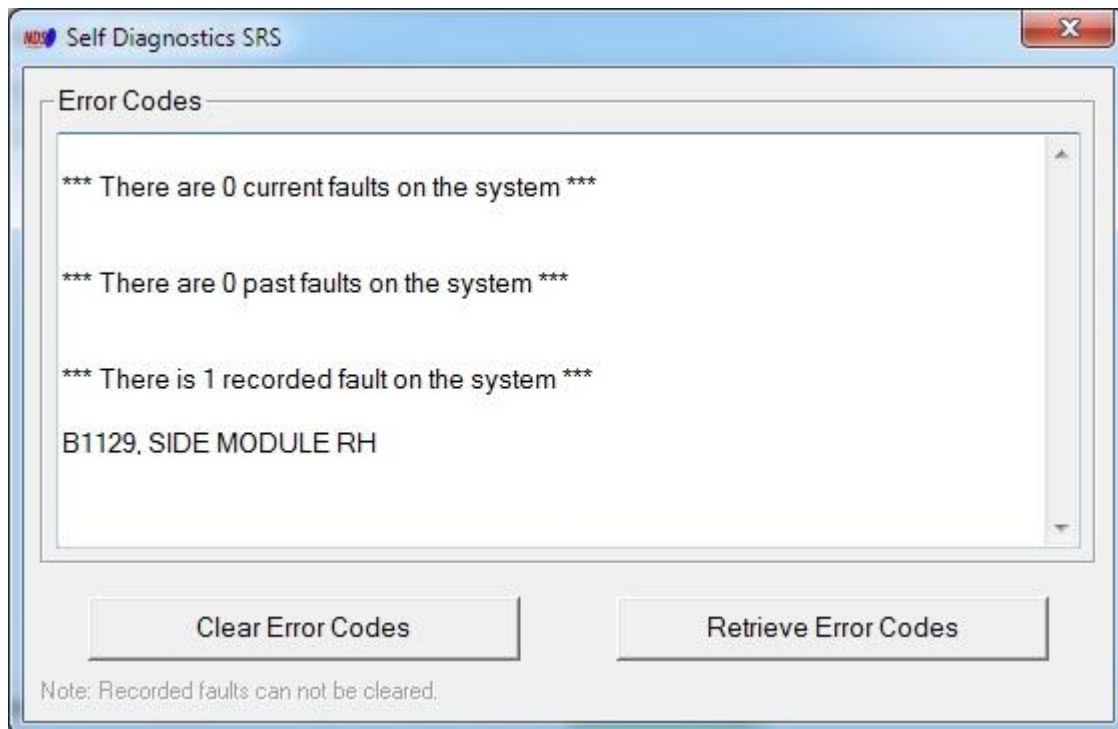 NDS Self Diagnostics SRS
Error Codes
*** There are 0 current faults on the system ***
*** There are 0 past faults on the system ***
*** There is 1 recorded fault on the system ***
B1129, SIDE MODULE RH
Clear Error Codes
Retrieve Error Codes
Note: Recorded faults can not be cleared.